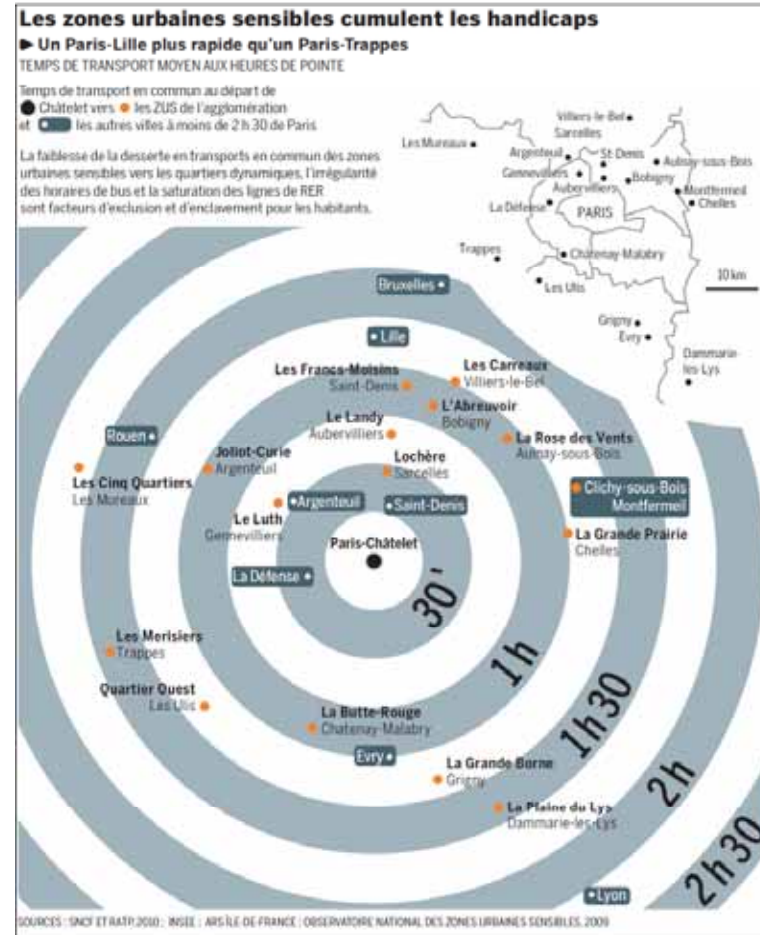 Les zones urbaines sensibles cumulent les handicaps
Un Paris-Lille plus rapide qu'un Paris-Trappes
TEMPS DE TRANSPORT MOYEN AUX HEURES DE POINTE
Temps de transport en commun au départ de
Châtelet vers les ZUS de l'agglomération
et les autres villes à moins de 2 h 30 de Paris
La faiblesse de la desserte en transports en commun des zones
urbaines sensibles vers les quartiers dynamiques, l'irrégularité
des horaires de bus et la saturation des lignes de RER
sont facteurs d'exclusion et d'enclavement pour les habitants.
Villiers-le-Bel
Sarcelles
Les Mureaux
Argenteuil
St-Denis
Aulnay-sous-Bois
Gennevilliers
Bobigny
Aubervilliers
Montfermeil
Chelles
La Défense
PARIS
Trappes
Châtenay-Malabry
Les Ulis
10 km
Grigny
Evry
Dammarie-
les Lys
Bruxelles
Lille
Les Francs-Moisins
Saint-Denis
Les Carreaux
Villiers-le-Bel
L'Abreuvoir
Bobigny
Le Landy
Aubervilliers
La Rose des Vents
Aulnay-sous-Bois
Rouen
Joliot-Curie
Argenteuil
Lochère
Sarcelles
Les Cinq Quartiers
Les Mureaux
Clichy-sous-Bois
Montfermeil
Argenteuil
Saint-Denis
Le Luth
Gennevilliers
La Grande Prairie
Chelles
Paris-Châtelet
La Défense
30'
1h
1h30
2h
2h30
Les Merisiers
Trappes
Quartier Ouest
Les Ulis
La Butte-Rouge
Chatenay-Malabry
Evry
La Grande Borne
Grigny
La Plaine du Lys
Dammarie-les-Lys
Lyon
SOURCES : SNCF ET RATP, 2010 ; INSEE ; ARS ÎLE-DE-FRANCE ; OBSERVATOIRE NATIONAL DES ZONES URBAINES SENSIBLES, 2009